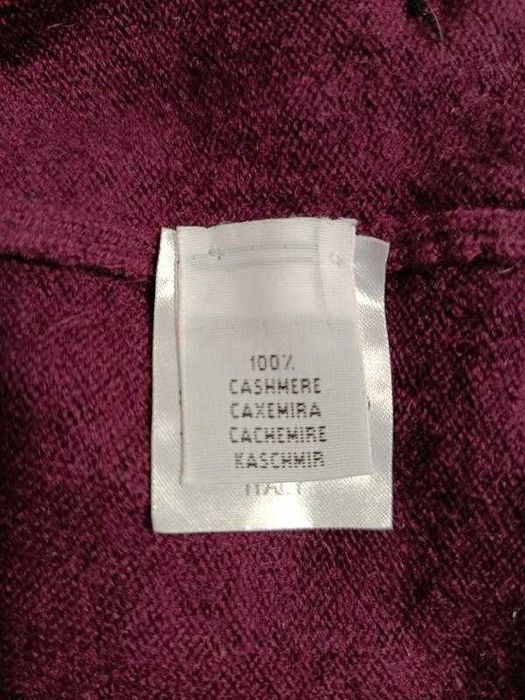 100%
CASHMERE
CAXEMIRA
CACHEMIRE
KASCHMIR
ITALY